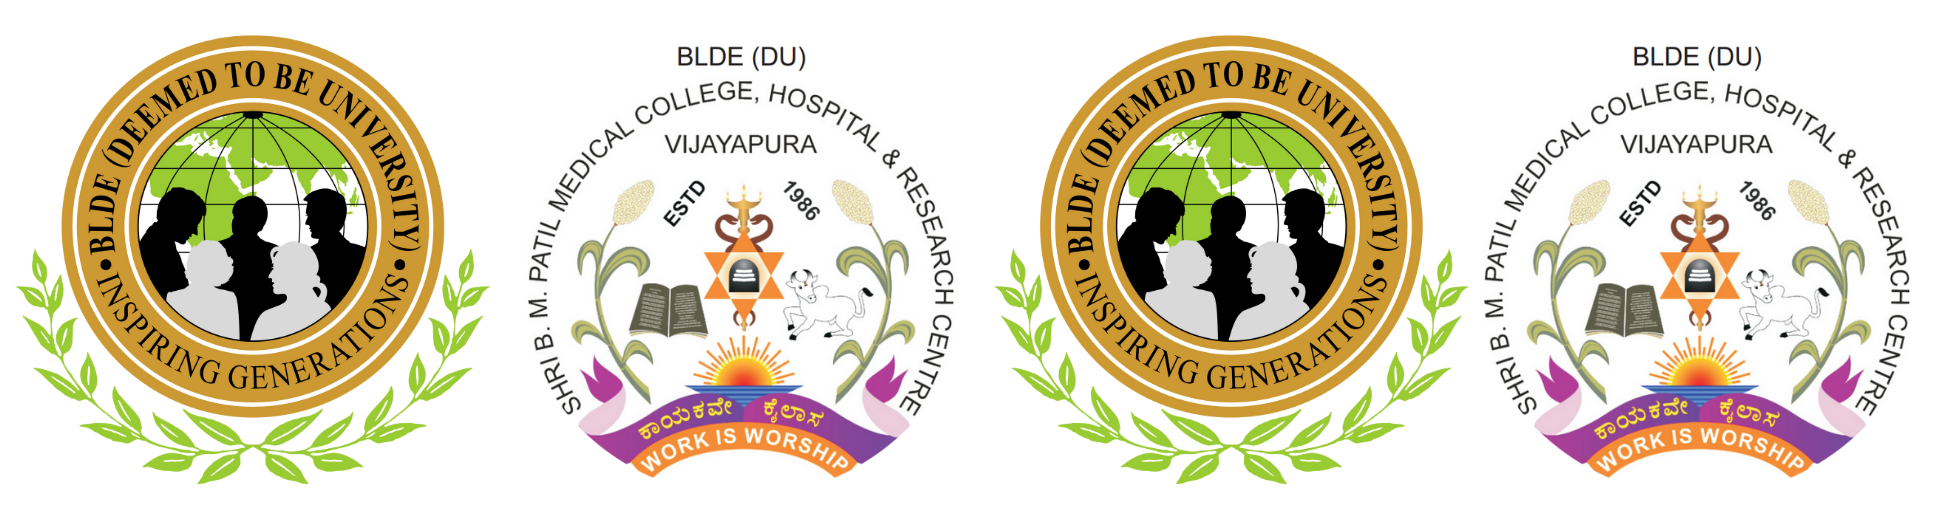 BLDE (DEEMED TO BE UNIVERSITY)
INSPIRING GENERATIONS
BLDE (DU)
SHRI B. M. PATIL MEDICAL COLLEGE, HOSPITAL & RESEARCH CENTRE
VIJAYAPURA
ESTD 1986
ಕಾಯಕವೇ ಕೈಲಾಸ
WORK IS WORSHIP
BLDE (DEEMED TO BE UNIVERSITY)
INSPIRING GENERATIONS
BLDE (DU)
SHRI B. M. PATIL MEDICAL COLLEGE, HOSPITAL & RESEARCH CENTRE
VIJAYAPURA
ESTD 1986
ಕಾಯಕವೇ ಕೈಲಾಸ
WORK IS WORSHIP